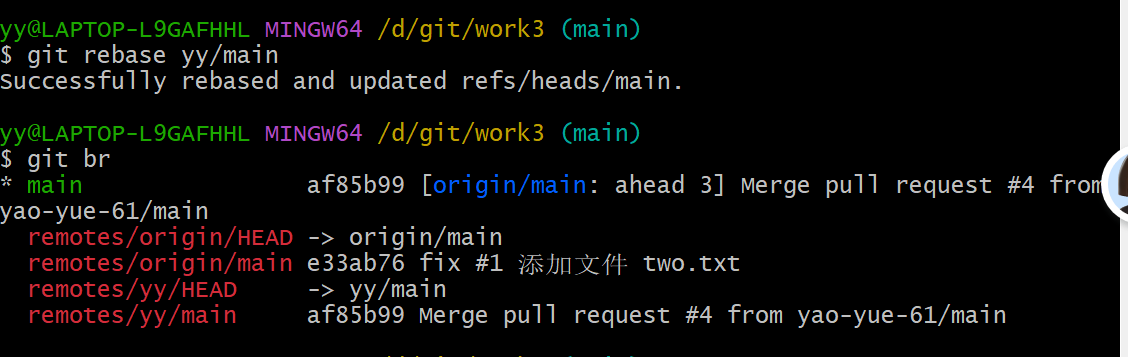 yy@LAPTOP-L9GAFHHL MINGW64 /d/git/work3 (main)
$ git rebase yy/main
Successfully rebased and updated refs/heads/main.
yy@LAPTOP-L9GAFHHL MINGW64 /d/git/work3 (main)
$ git br
* main                af85b99 [origin/main: ahead 3] Merge pull request #4 from
yao-yue-61/main
  remotes/origin/HEAD -> origin/main
  remotes/origin/main e33ab76 fix #1 添加文件 two.txt
  remotes/yy/HEAD     -> yy/main
  remotes/yy/main     af85b99 Merge pull request #4 from yao-yue-61/main